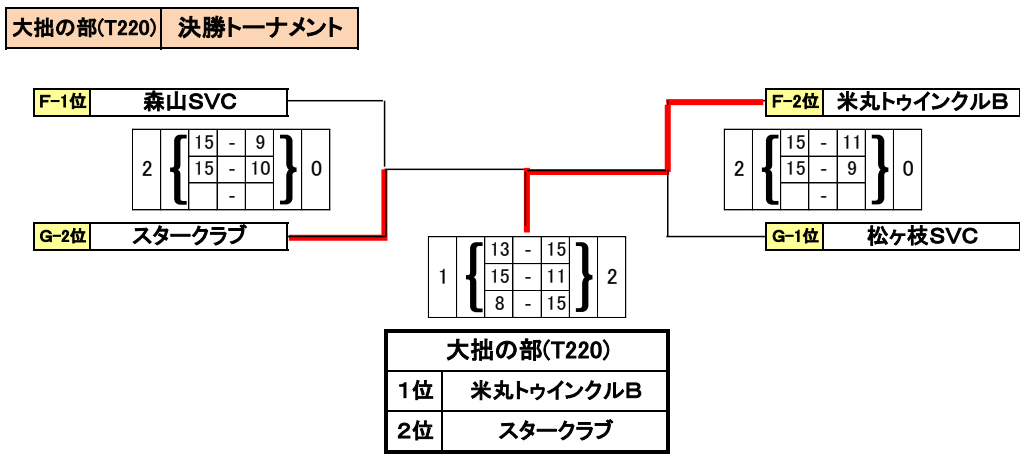 大拙の部(T220) 決勝トーナメント
F-1位 森山SVC
F-2位 米丸トゥインクルB
2 { 15 - 9 } 0
15 - 10
-
2 { 15 - 11 } 0
15 - 9
-
G-2位 スタークラブ
G-1位 松ヶ枝SVC
1 { 13 - 15 } 2
15 - 11
8 - 15
大拙の部(T220)
1位 米丸トゥインクルB
2位 スタークラブ